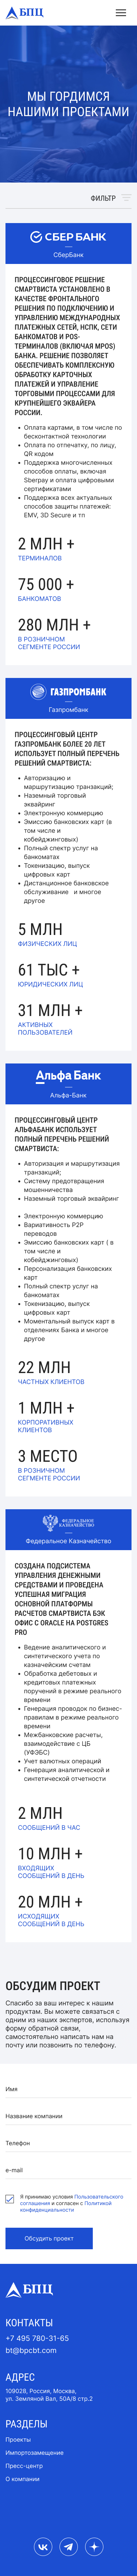 БПЦ
МЫ ГОРДИМСЯ
НАШИМИ ПРОЕКТАМИ
ФИЛЬТР
СБЕР БАНК
СберБанк
ПРОЦЕССИНГОВОЕ РЕШЕНИЕ
СМАРТВИСТА УСТАНОВЛЕНО В
КАЧЕСТВЕ ФРОНТАЛЬНОГО
РЕШЕНИЯ ПО ПОДКЛЮЧЕНИЮ И
УПРАВЛЕНИЮ МЕЖДУНАРОДНЫХ
ПЛАТЕЖНЫХ СЕТЕЙ, НСПК, СЕТИ
БАНКОМАТОВ И POS-
ТЕРМИНАЛОВ (ВКЛЮЧАЯ MPOS)
БАНКА. РЕШЕНИЕ ПОЗВОЛЯЕТ
ОБЕСПЕЧИВАТЬ КОМПЛЕКСНУЮ
ОБРАБОТКУ КАРТОЧНЫХ
ПЛАТЕЖЕЙ И УПРАВЛЕНИЕ
ТОРГОВЫМИ ПРОЦЕССАМИ ДЛЯ
КРУПНЕЙШЕГО ЭКВАЙЕРА
РОССИИ.
• Оплата картами, в том числе по
бесконтактной технологии
• Оплата по отпечатку, по лицу,
QR кодом
• Поддержка многочисленных
способов оплаты, включая
Sberpay и оплату цифровыми
сертификатами
• Поддержка всех актуальных
способов защиты платежей:
EMV, 3D Secure и тп
2 МЛН +
ТЕРМИНАЛОВ
75 000 +
БАНКОМАТОВ
280 МЛН +
В РОЗНИЧНОМ
СЕГМЕНТЕ РОССИИ
ГАЗПРОМБАНК
Газпромбанк
ПРОЦЕССИНГОВЫЙ ЦЕНТР
ГАЗПРОМБАНК БОЛЕЕ 20 ЛЕТ
ИСПОЛЬЗУЕТ ПОЛНЫЙ ПЕРЕЧЕНЬ
РЕШЕНИЙ СМАРТВИСТА:
• Авторизацию и
маршрутизацию транзакций;
• Наземный торговый
эквайринг
• Электронную коммерцию
• Эмиссию банковских карт (в
том числе и
кобейджинговых)
• Полный спектр услуг на
банкоматах
• Токенизацию, выпуск
цифровых карт
• Дистанционное банковское
обслуживание и многое
другое
5 МЛН
ФИЗИЧЕСКИХ ЛИЦ
61 ТЫС +
ЮРИДИЧЕСКИХ ЛИЦ
31 МЛН +
АКТИВНЫХ
ПОЛЬЗОВАТЕЛЕЙ
Альфа Банк
Альфа-Банк
ПРОЦЕССИНГОВЫЙ ЦЕНТР
АЛЬФАБАНК ИСПОЛЬЗУЕТ
ПОЛНЫЙ ПЕРЕЧЕНЬ РЕШЕНИЙ
СМАРТВИСТА:
• Авторизация и маршрутизация
транзакций;
• Систему предотвращения
мошенничества
• Наземный торговый эквайринг
• Электронную коммерцию
• Вариативность P2P
переводов
• Эмиссию банковских карт ( в
том числе и
кобейджинговых)
• Персонализация банковских
карт
• Полный спектр услуг на
банкоматах
• Токенизацию, выпуск
цифровых карт
• Моментальный выпуск карт в
отделениях Банка и многое
другое
22 МЛН
ЧАСТНЫХ КЛИЕНТОВ
1 МЛН +
КОРПОРАТИВНЫХ
КЛИЕНТОВ
3 МЕСТО
В РОЗНИЧНОМ
СЕГМЕНТЕ РОССИИ
ФЕДЕРАЛЬНОЕ
КАЗНАЧЕЙСТВО
Федеральное Казначейство
СОЗДАНА ПОДСИСТЕМА
УПРАВЛЕНИЯ ДЕНЕЖНЫМИ
СРЕДСТВАМИ И ПРОВЕДЕНА
УСПЕШНАЯ МИГРАЦИЯ
ОСНОВНОЙ ПЛАТФОРМЫ
РАСЧЕТОВ СМАРТВИСТА БЭК
ОФИС С ORACLE НА POSTGRES
PRO
• Ведение аналитического и
синтетического учета по
казначейским счетам
• Обработка дебетовых и
кредитовых платежных
поручений в режиме реального
времени
• Генерация проводок по бизнес-
правилам в режиме реального
времени
• Межбанковские расчеты,
взаимодействие с ЦБ
(УФЭБС)
• Учет валютных операций
• Генерация аналитической и
синтетической отчетности
2 МЛН
СООБЩЕНИЙ В ЧАС
10 МЛН +
ВХОДЯЩИХ
СООБЩЕНИЙ В ДЕНЬ
20 МЛН +
ИСХОДЯЩИХ
СООБЩЕНИЙ В ДЕНЬ
ОБСУДИМ ПРОЕКТ
Спасибо за ваш интерес к нашим
продуктам. Вы можете связаться с
одним из наших экспертов, используя
форму обратной связи,
самостоятельно написать нам на
почту или позвонить по телефону.
Имя
Название компании
Телефон
e-mail
Я принимаю условия Пользовательского
соглашения и согласен с Политикой
конфиденциальности
Обсудить проект
БПЦ
КОНТАКТЫ
+7 495 780-31-65
bt@bpcbt.com
АДРЕС
109028, Россия, Москва,
ул. Земляной Вал, 50А/8 стр.2
РАЗДЕЛЫ
Проекты
Импортозамещение
Пресс-центр
О компании